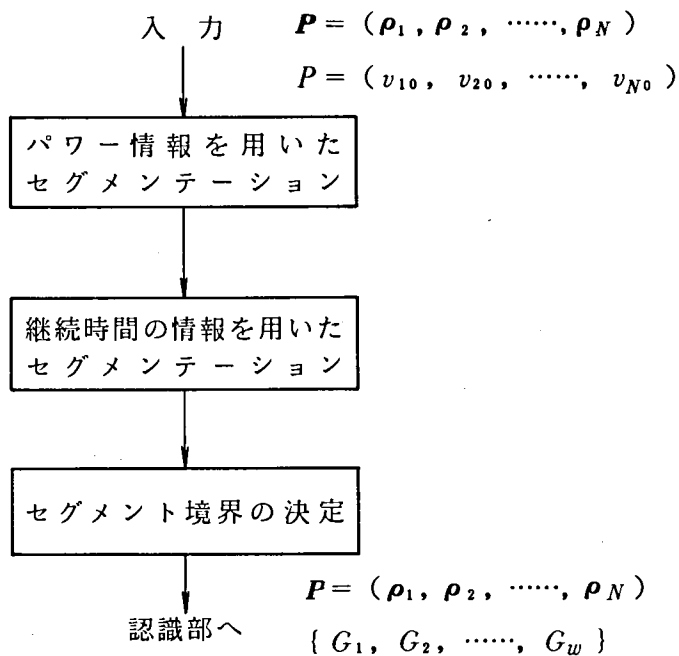 入 力 P = ( ρ1 , ρ2 , ……, ρN )
P = ( v10 , v20 , ……, vN0 )
パワー情報を用いた
セグメンテーション
継続時間の情報を用いた
セグメンテーション
セグメント境界の決定
P = ( ρ1, ρ2 , ……, ρN )
認識部へ
{ G1 , G2 , ……, Gw }